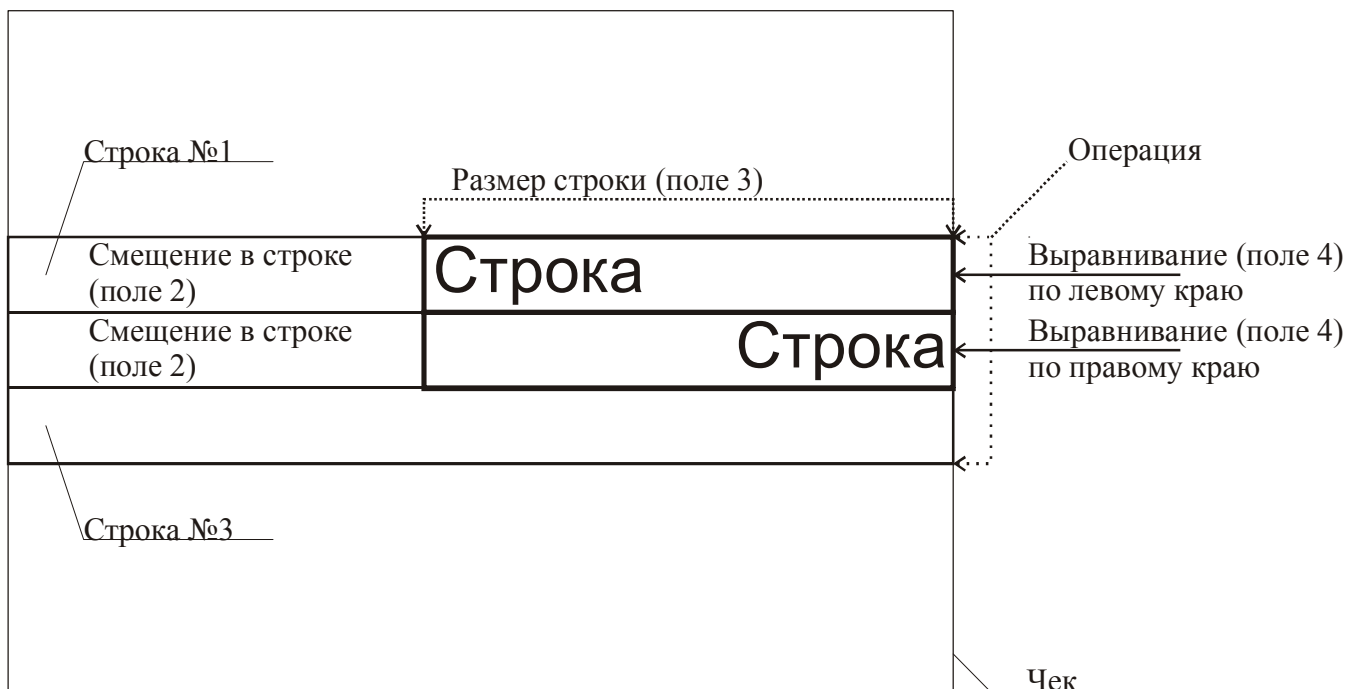 Строка №1
Операция
Размер строки (поле 3)
Смещение в строке
(поле 2)
Строка
Выравнивание (поле 4)
по левому краю
Смещение в строке
(поле 2)
Строка
Выравнивание (поле 4)
по правому краю
Строка №3
Чек